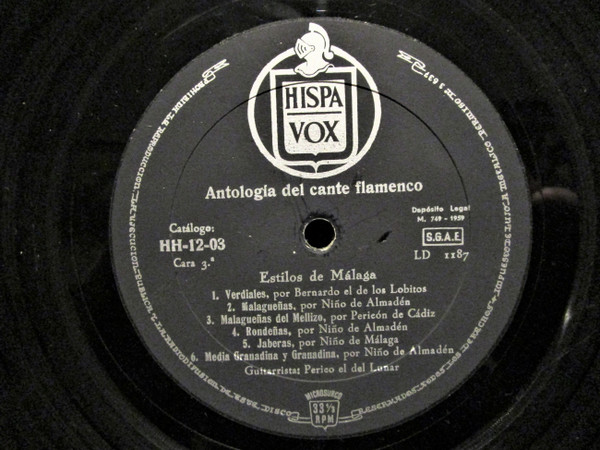 HISPA
VOX
Antología del cante flamenco
Depósito Legal
M. 749 - 1959
Catálogo:
HH-12-03
Cara 3.ª
S.G.A.E.
LD 1187
Estilos de Málaga
1. Verdiales, por Bernardo el de los Lobitos
2. Malagueñas, por Niño de Almadén
3. Malagueñas del Mellizo, por Pericón de Cádiz
4. Rondeñas, por Niño de Almadén
5. Jaberas, por Niño de Málaga
6. Media Granadina y Granadina, por Niño de Almadén
Guitarrista: Perico el del Lunar
MICROSURCO
33⅓
RPM